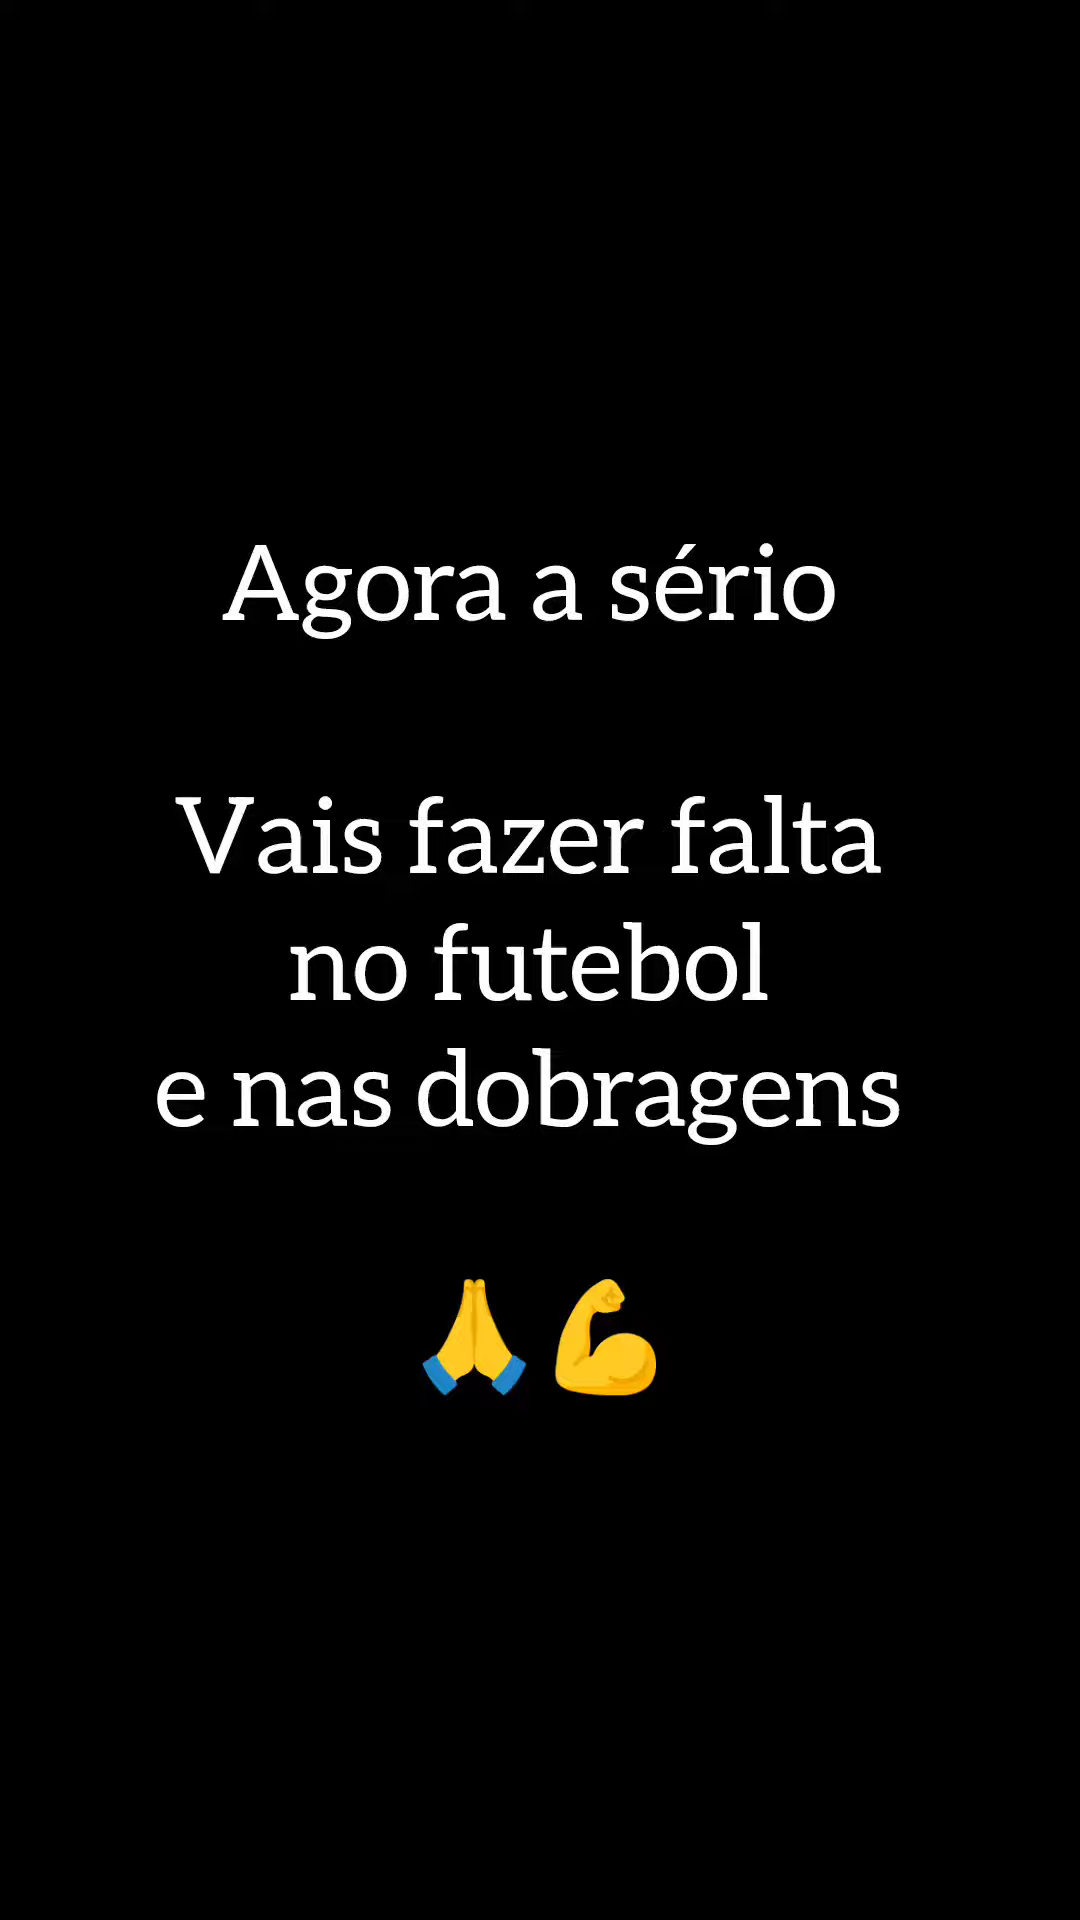 Agora a sério
Vais fazer falta
no futebol
e nas dobragens
🙏💪